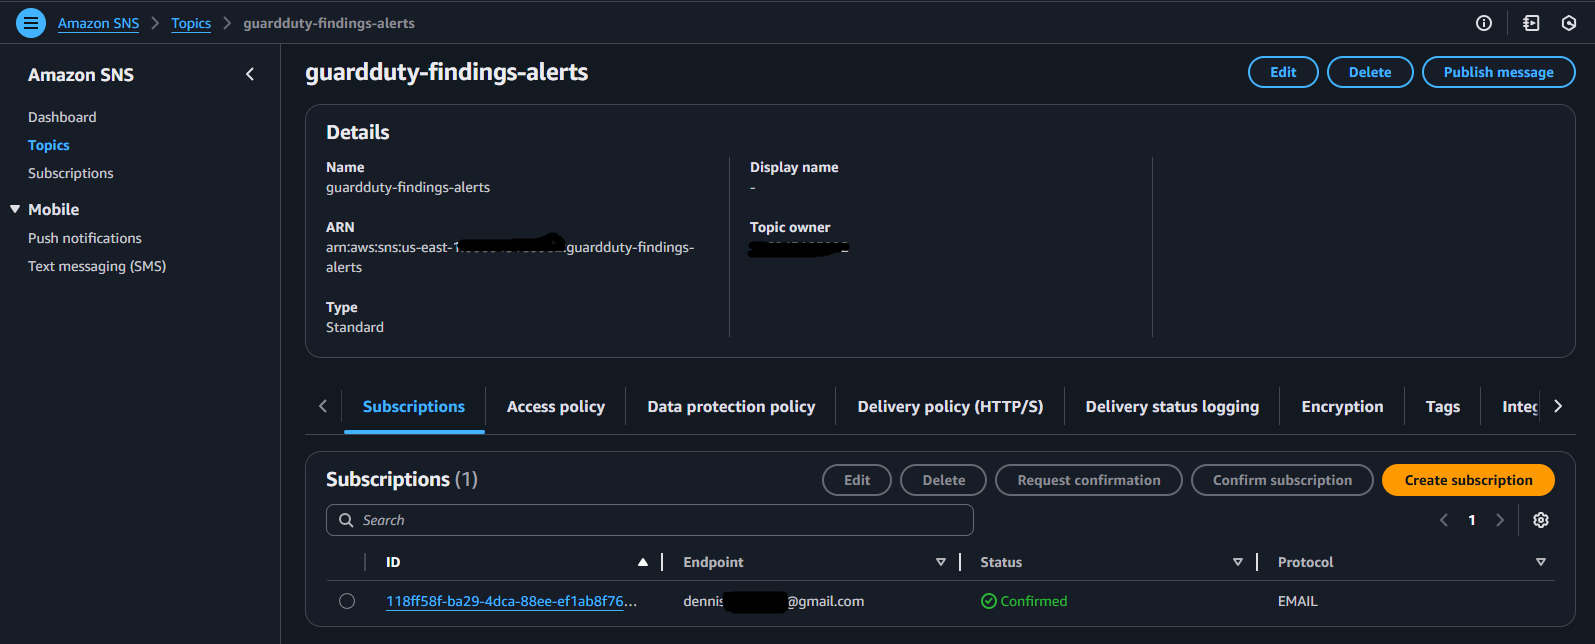 Amazon SNS > Topics > guardduty-findings-alerts
Amazon SNS
Dashboard
Topics
Subscriptions
Mobile
Push notifications
Text messaging (SMS)
guardduty-findings-alerts
Edit Delete Publish message
Details
Name
guardduty-findings-alerts
ARN
arn:aws:sns:us-east-1 guardduty-findings-
alerts
Type
Standard
Display name
-
Topic owner
Subscriptions Access policy Data protection policy Delivery policy (HTTP/S) Delivery status logging Encryption Tags
Subscriptions (1)
Edit Delete Request confirmation Confirm subscription Create subscription
Search
1
ID Endpoint Status Protocol
118ff58f-ba29-4dca-88ee-ef1ab8f76... dennis @gmail.com Confirmed EMAIL